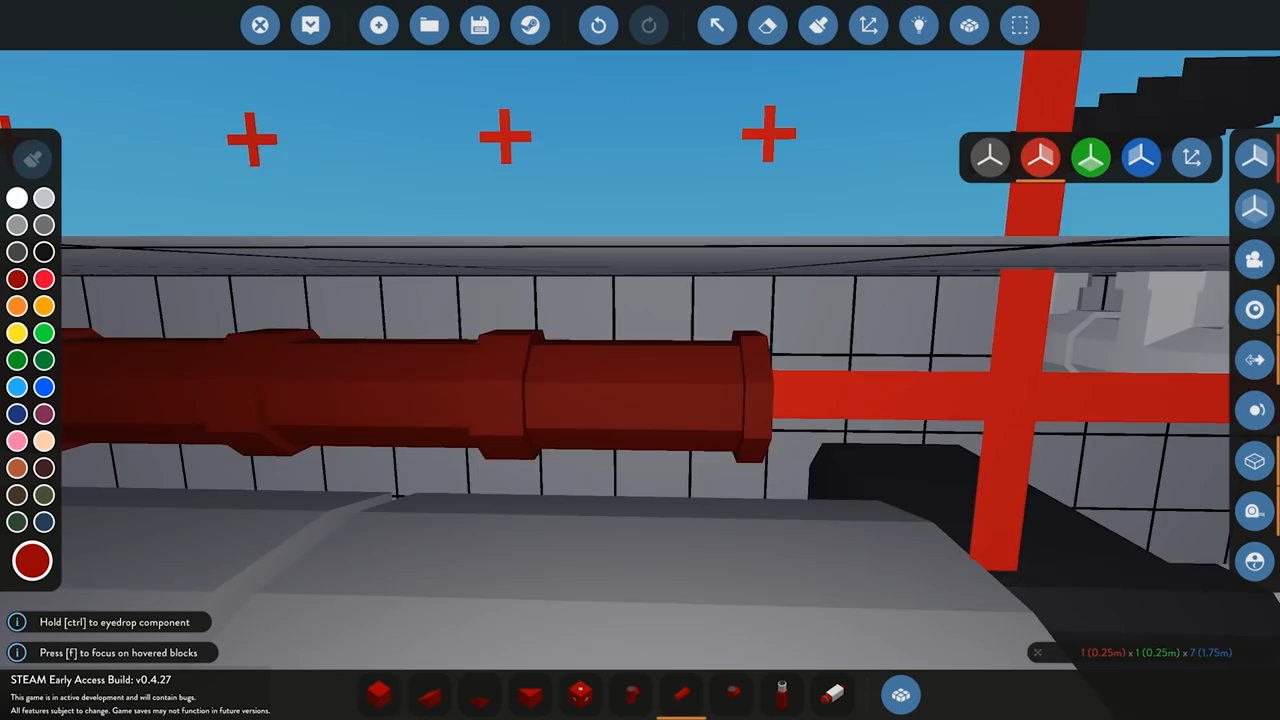 Hold [ctrl] to eyedrop component
Press [f] to focus on hovered blocks
1 (0.25m) x 1 (0.25m) x 7 (1.75m)
STEAM Early Access Build: v0.4.27
This game is in active development and will contain bugs.
All features subject to change. Game saves may not function in future versions.